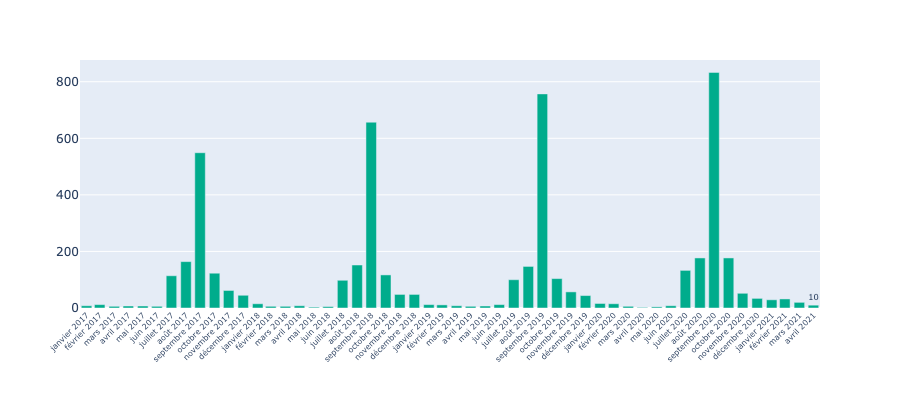 800
600
400
200
0
10
janvier 2017
février 2017
mars 2017
avril 2017
mai 2017
juin 2017
juillet 2017
août 2017
septembre 2017
octobre 2017
novembre 2017
décembre 2017
janvier 2018
février 2018
mars 2018
avril 2018
mai 2018
juin 2018
juillet 2018
août 2018
septembre 2018
octobre 2018
novembre 2018
décembre 2018
janvier 2019
février 2019
mars 2019
avril 2019
mai 2019
juin 2019
juillet 2019
août 2019
septembre 2019
octobre 2019
novembre 2019
décembre 2019
janvier 2020
février 2020
mars 2020
avril 2020
mai 2020
juin 2020
juillet 2020
août 2020
septembre 2020
octobre 2020
novembre 2020
décembre 2020
janvier 2021
février 2021
mars 2021
avril 2021